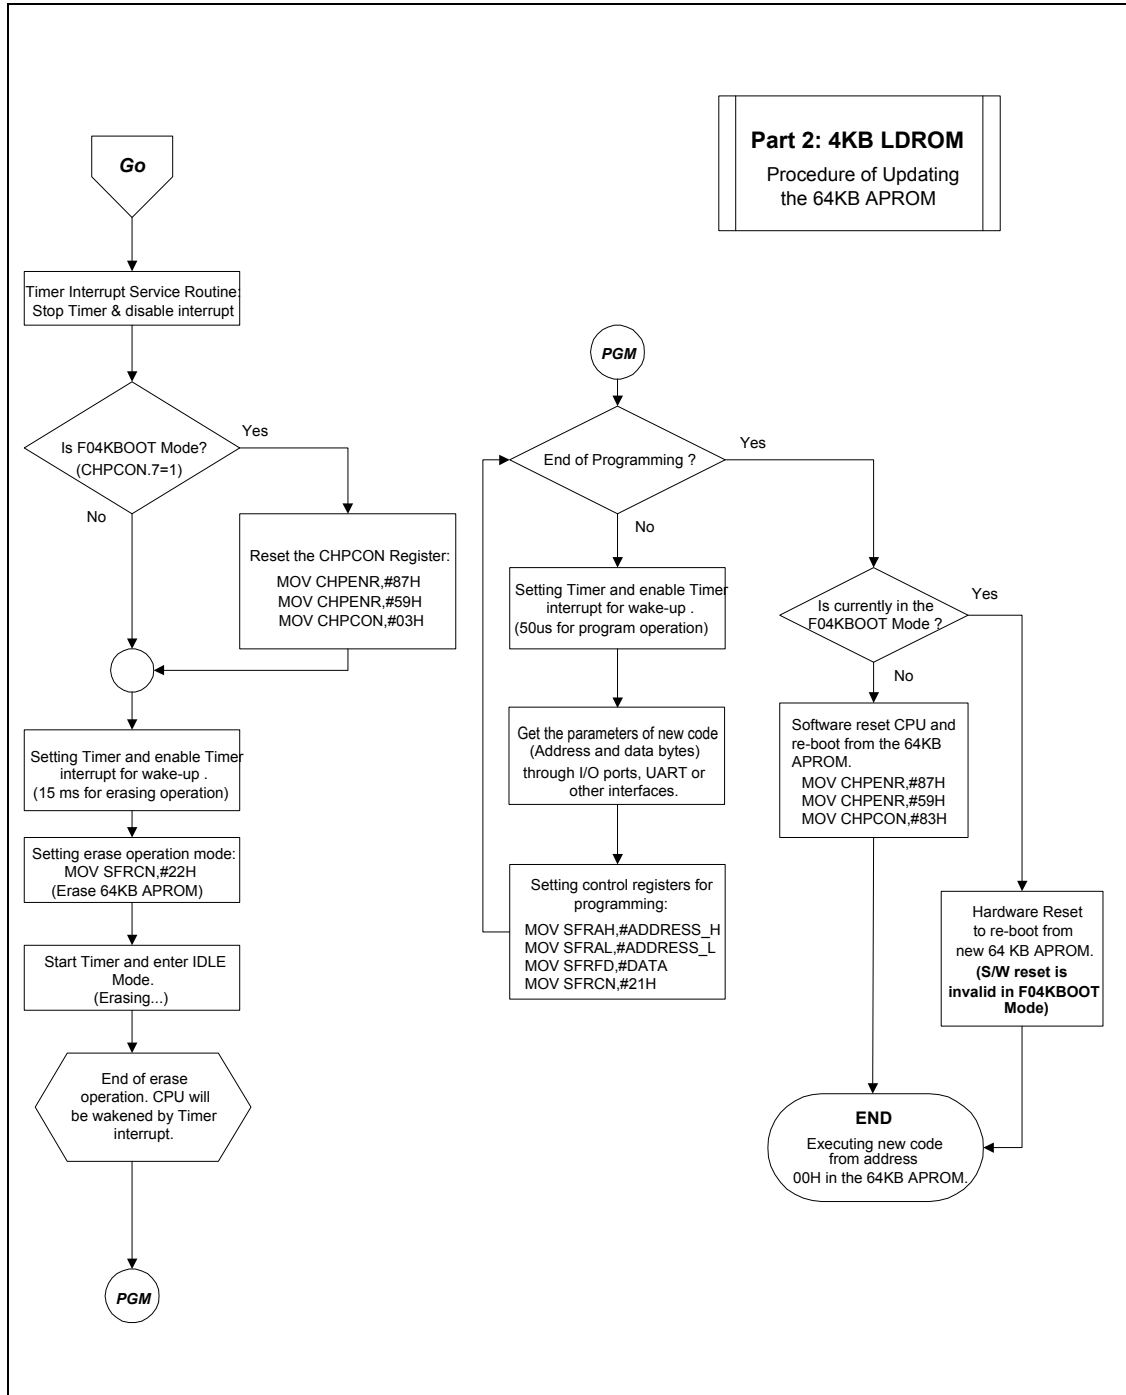 Part 2: 4KB LDROM
Procedure of Updating
the 64KB APROM
Go
Timer Interrupt Service Routine:
Stop Timer & disable interrupt
Is F04KBOOT Mode?
(CHPCON.7=1)
Yes
No
Reset the CHPCON Register:
MOV CHPENR,#87H
MOV CHPENR,#59H
MOV CHPCON,#03H
Setting Timer and enable Timer
interrupt for wake-up .
(15 ms for erasing operation)
Setting erase operation mode:
MOV SFRCN,#22H
(Erase 64KB APROM)
Start Timer and enter IDLE
Mode.
(Erasing...)
End of erase
operation. CPU will
be wakened by Timer
interrupt.
PGM
PGM
End of Programming ?
Yes
No
Setting Timer and enable Timer
interrupt for wake-up .
(50us for program operation)
Get the parameters of new code
(Address and data bytes)
through I/O ports, UART or
other interfaces.
Setting control registers for
programming:
MOV SFRAH,#ADDRESS_H
MOV SFRAL,#ADDRESS_L
MOV SFRFD,#DATA
MOV SFRCN,#21H
Is currently in the
F04KBOOT Mode ?
Yes
No
Software reset CPU and
re-boot from the 64KB
APROM.
MOV CHPENR,#87H
MOV CHPENR,#59H
MOV CHPCON,#83H
Hardware Reset
to re-boot from
new 64 KB APROM.
(S/W reset is
invalid in F04KBOOT
Mode)
END
Executing new code
from address
00H in the 64KB APROM.